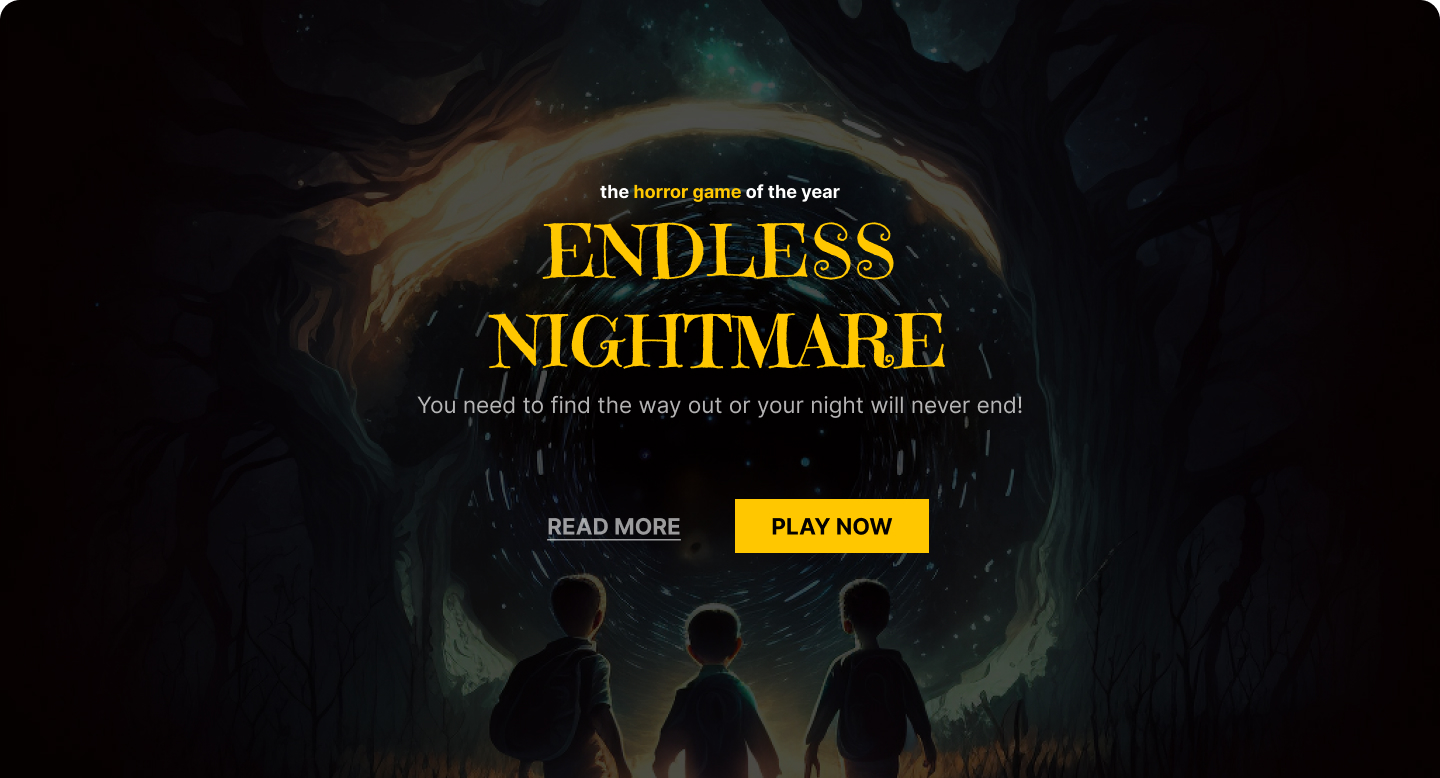 the horror game of the year
ENDLESS
NIGHTMARE
You need to find the way out or your night will never end!
READ MORE
PLAY NOW